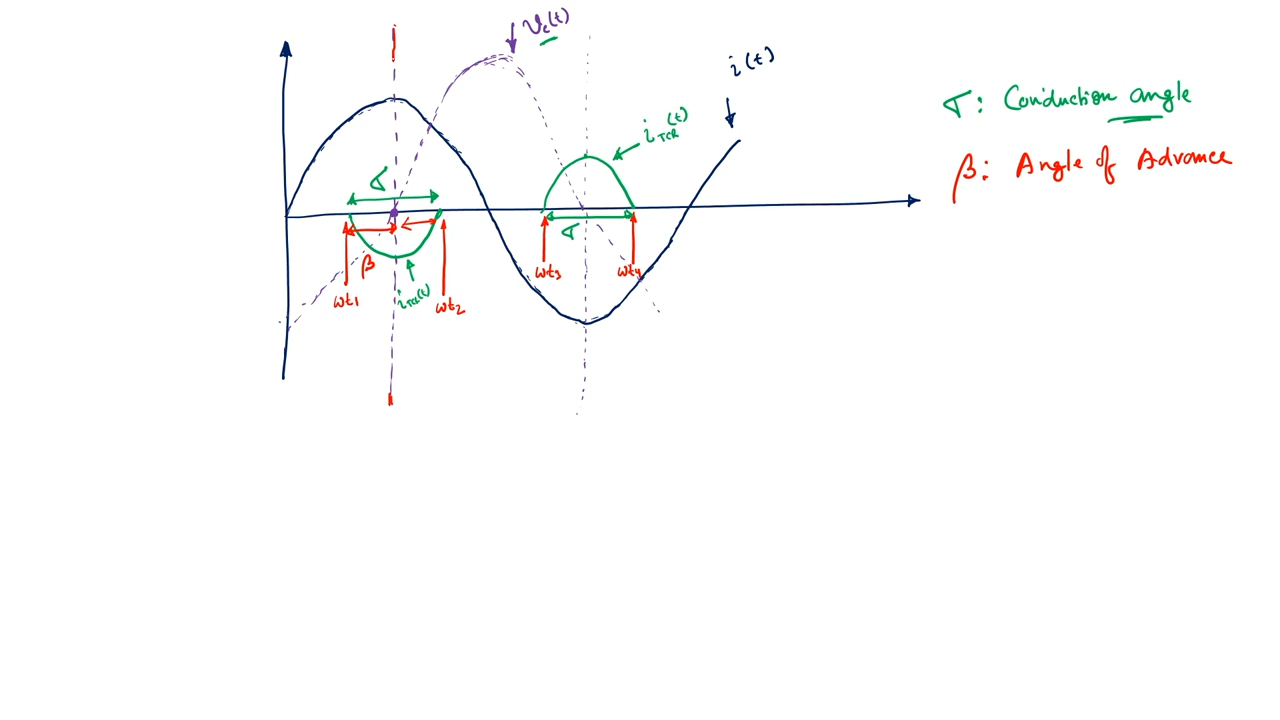 v_c(t)
i(t)
i_TCR(t)
σ: Conduction angle
β: Angle of Advance
σ
σ
β
ωt3
ωt4
ωt1
i_TCR(t)
ωt2